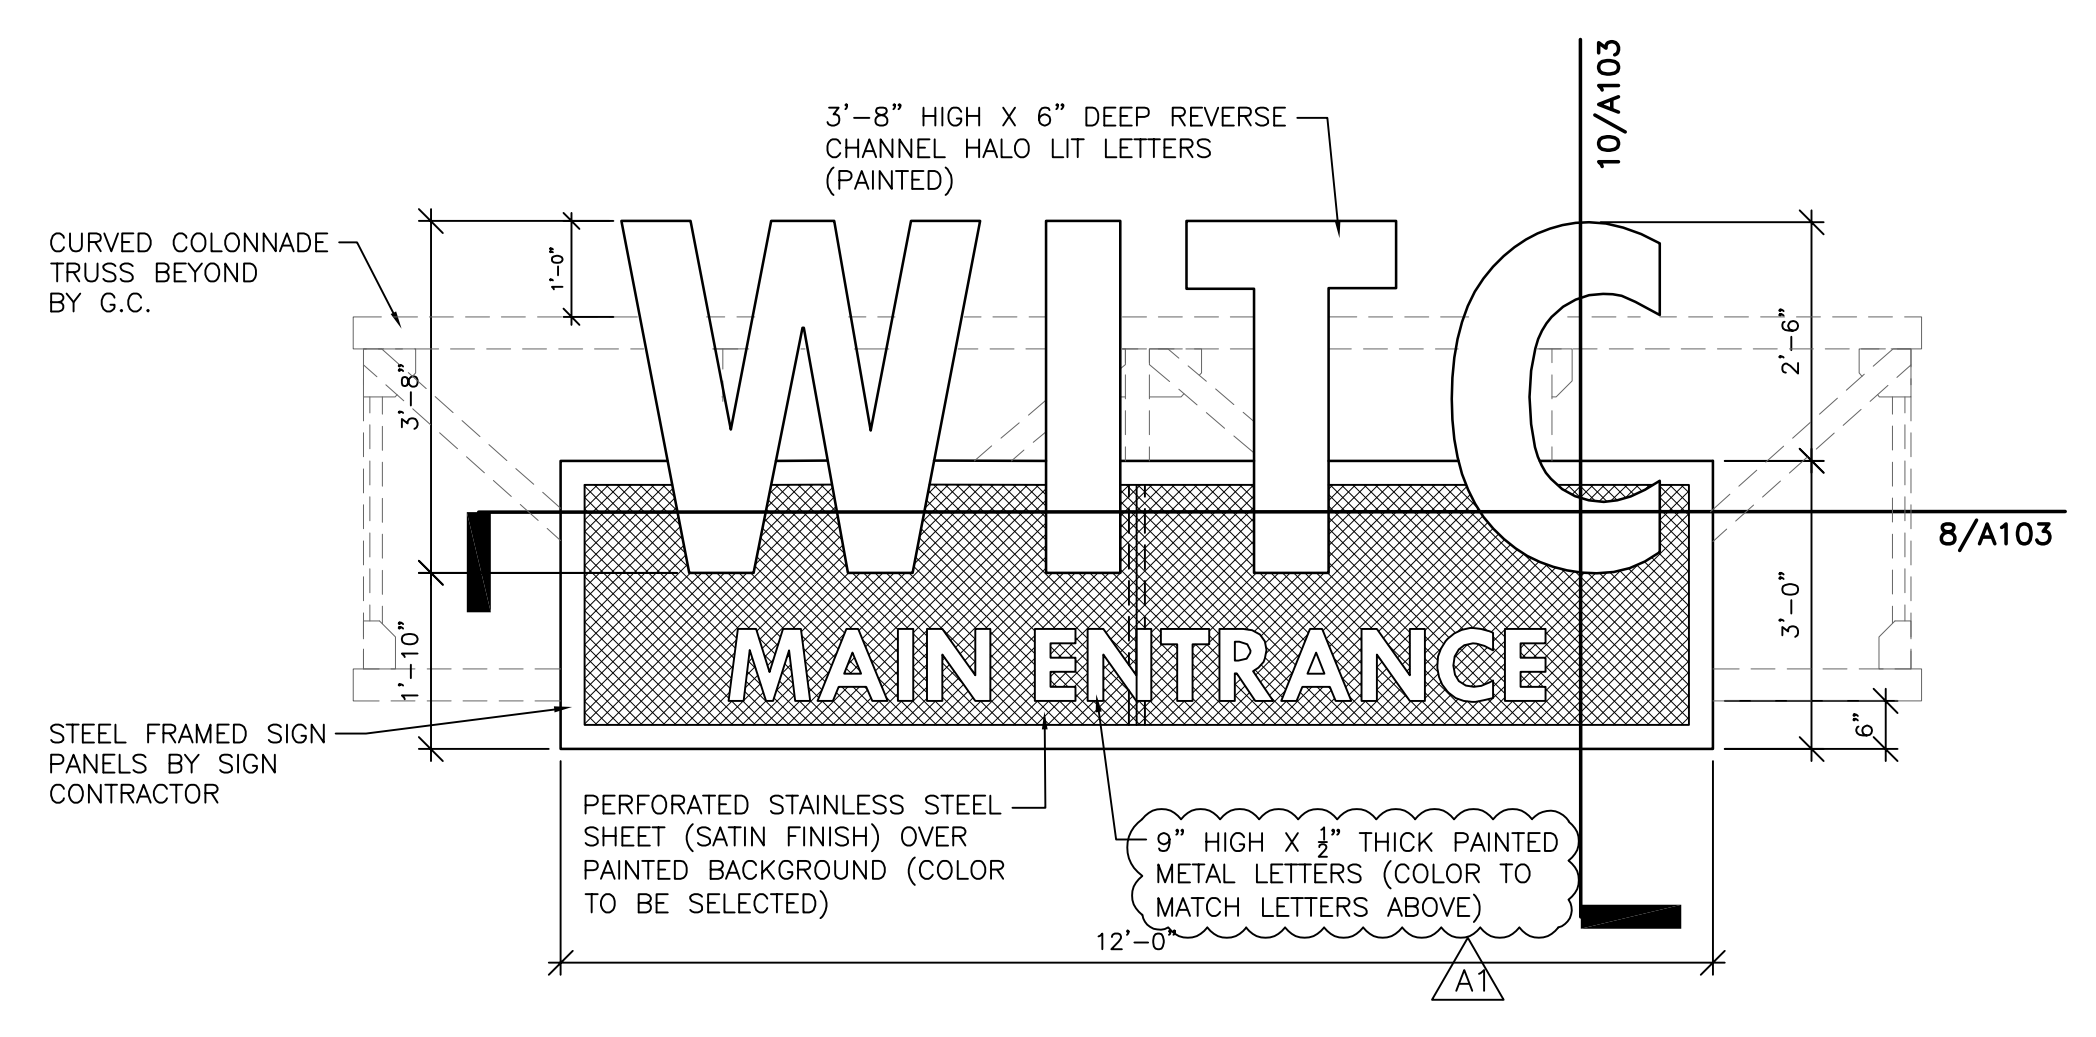 10/A103
3'-8" HIGH X 6" DEEP REVERSE
CHANNEL HALO LIT LETTERS
(PAINTED)
CURVED COLONNADE
TRUSS BEYOND
BY G.C.
1'-0"
3'-8"
2'-6"
WITC
8/A103
3'-0"
1'-10"
MAIN ENTRANCE
6"
STEEL FRAMED SIGN
PANELS BY SIGN
CONTRACTOR
PERFORATED STAINLESS STEEL
SHEET (SATIN FINISH) OVER
PAINTED BACKGROUND (COLOR
TO BE SELECTED)
9" HIGH X ½" THICK PAINTED
METAL LETTERS (COLOR TO
MATCH LETTERS ABOVE)
12'-0"
A1